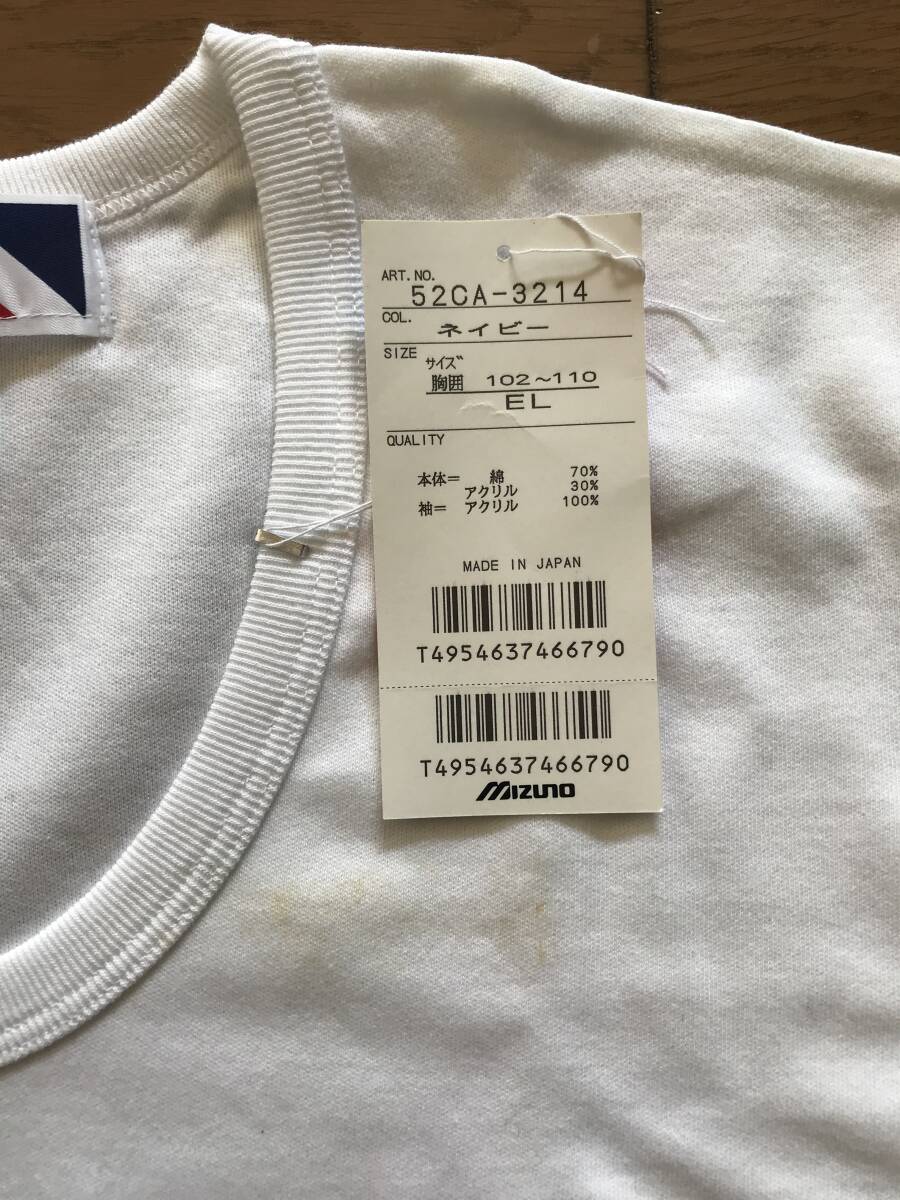 ART. NO.
52CA-3214
COL.
ネイビー
SIZE サイズ
胸囲 102～110
EL
QUALITY
本体＝ 綿 70%
アクリル 30%
袖＝ アクリル 100%
MADE IN JAPAN
T4954637466790
T4954637466790
MIZUNO